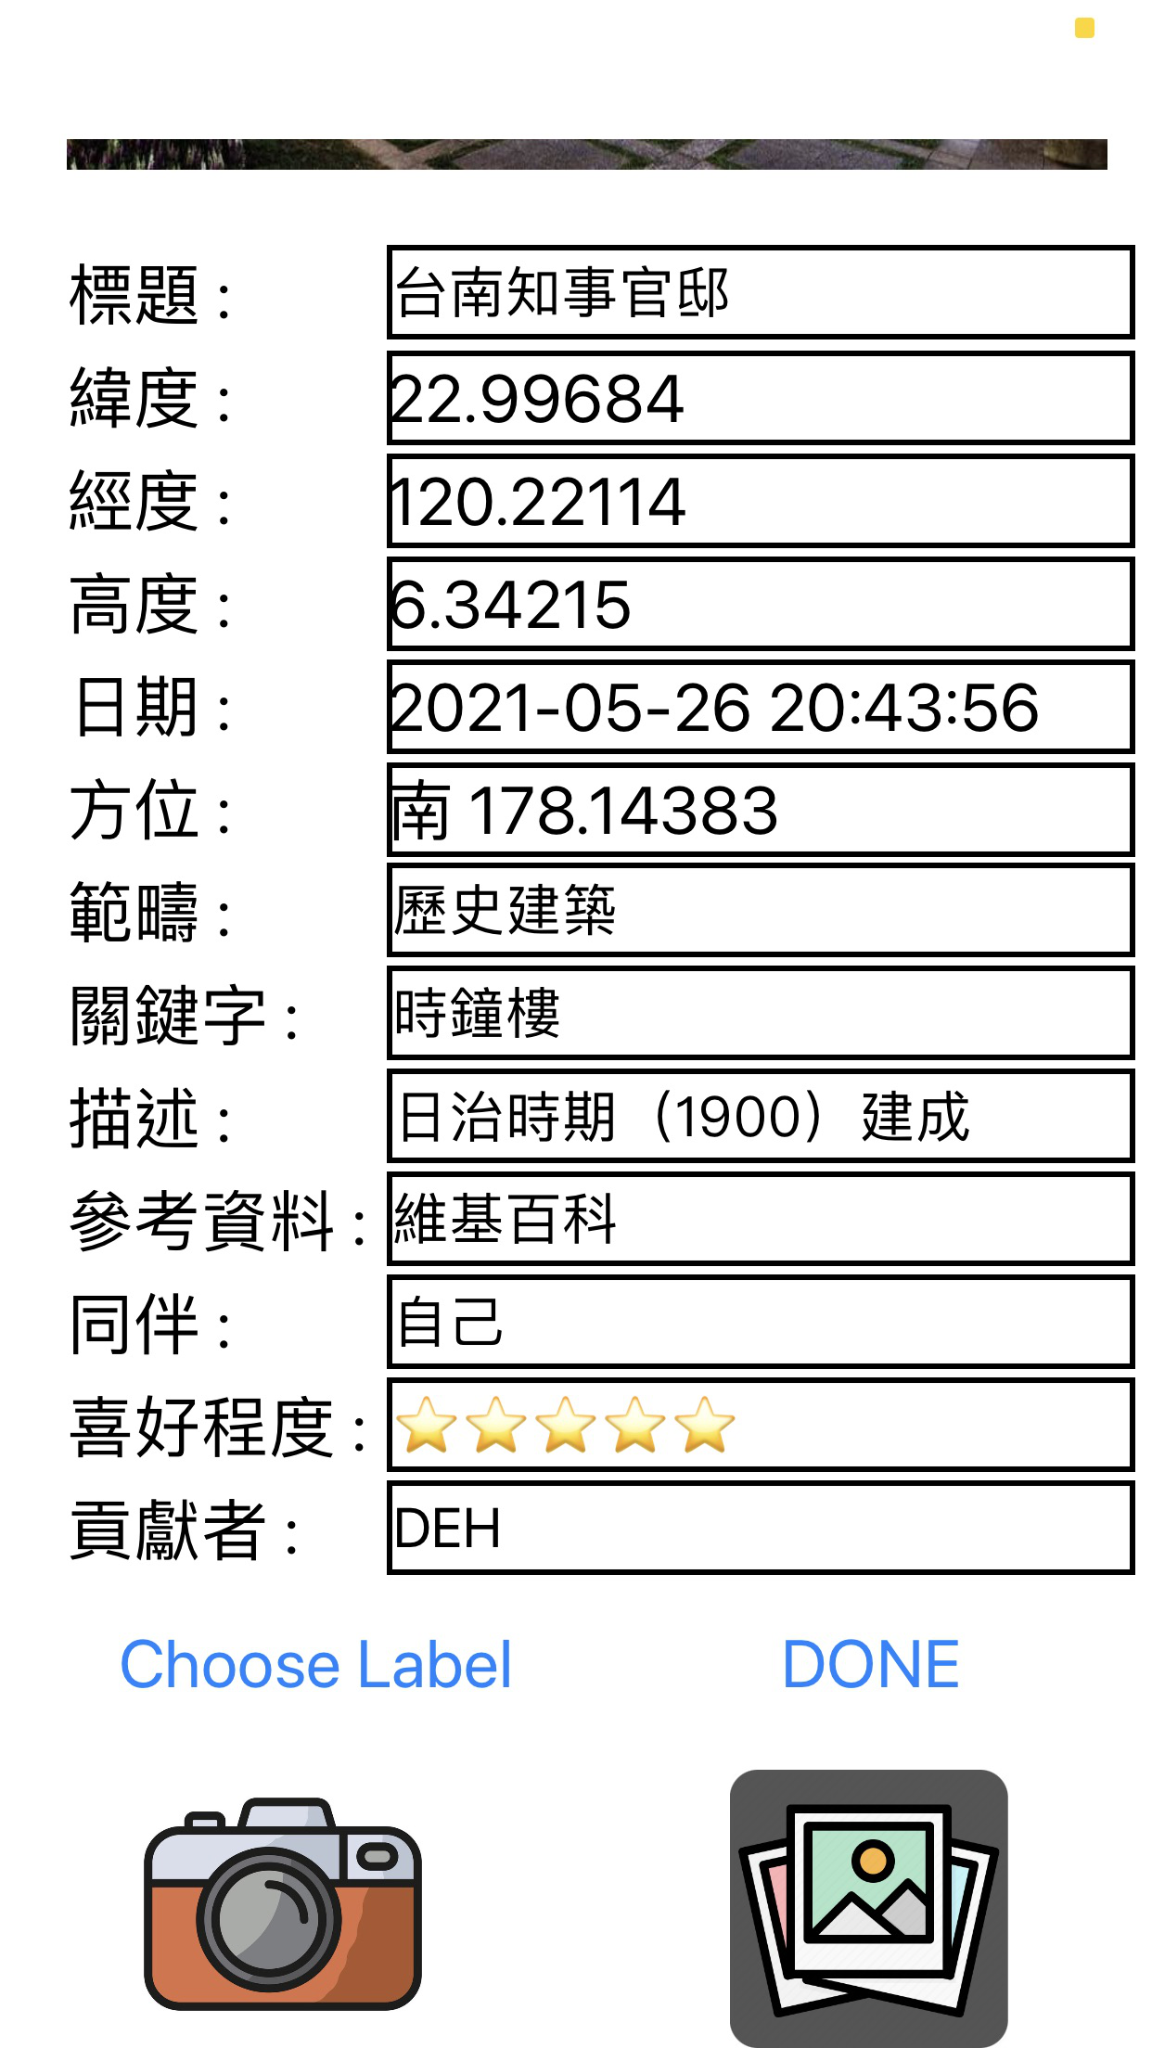 標題 : 台南知事官邸
緯度 : 22.99684
經度 : 120.22114
高度 : 6.34215
日期 : 2021-05-26 20:43:56
方位 : 南 178.14383
範疇 : 歷史建築
關鍵字 : 時鐘樓
描述 : 日治時期（1900）建成
參考資料 : 維基百科
同伴 : 自己
喜好程度 : ⭐⭐⭐⭐⭐
貢獻者 : DEH
Choose Label DONE